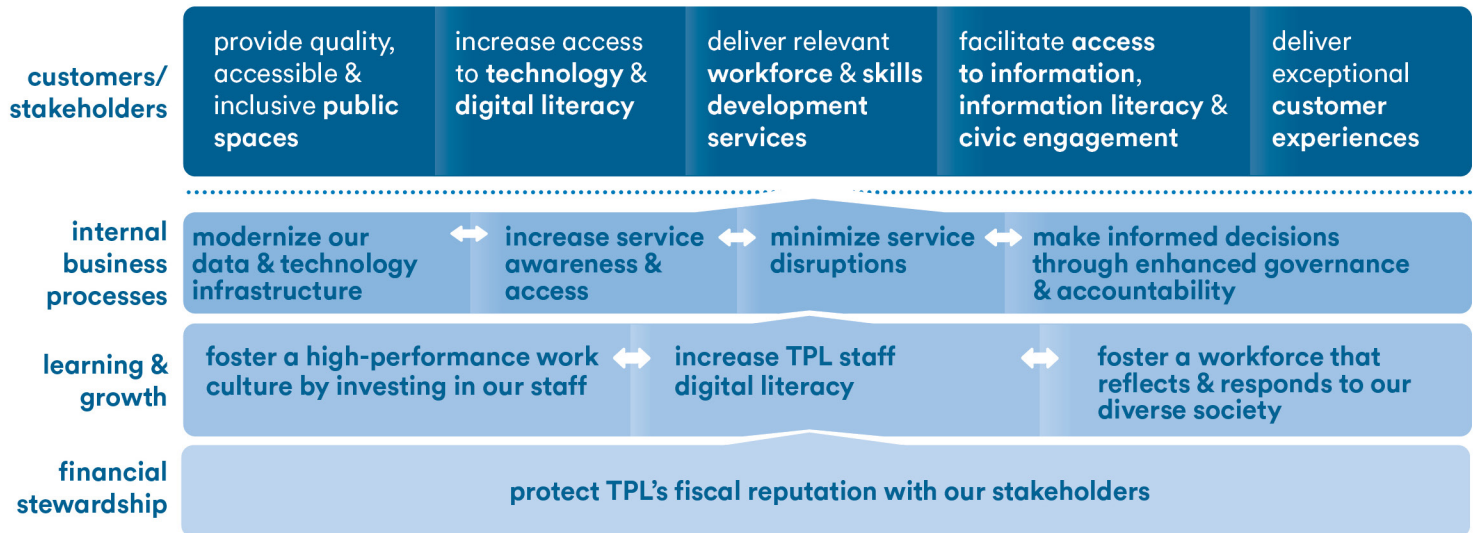 customers/
stakeholders
provide quality,
accessible &
inclusive public
spaces
increase access
to technology &
digital literacy
deliver relevant
workforce & skills
development
services
facilitate access
to information,
information literacy &
civic engagement
deliver
exceptional
customer
experiences
internal
business
processes
modernize our
data & technology
infrastructure
increase service
awareness &
access
minimize service
disruptions
make informed decisions
through enhanced governance
& accountability
learning &
growth
foster a high-performance work
culture by investing in our staff
increase TPL staff
digital literacy
foster a workforce that
reflects & responds to our
diverse society
financial
stewardship
protect TPL's fiscal reputation with our stakeholders